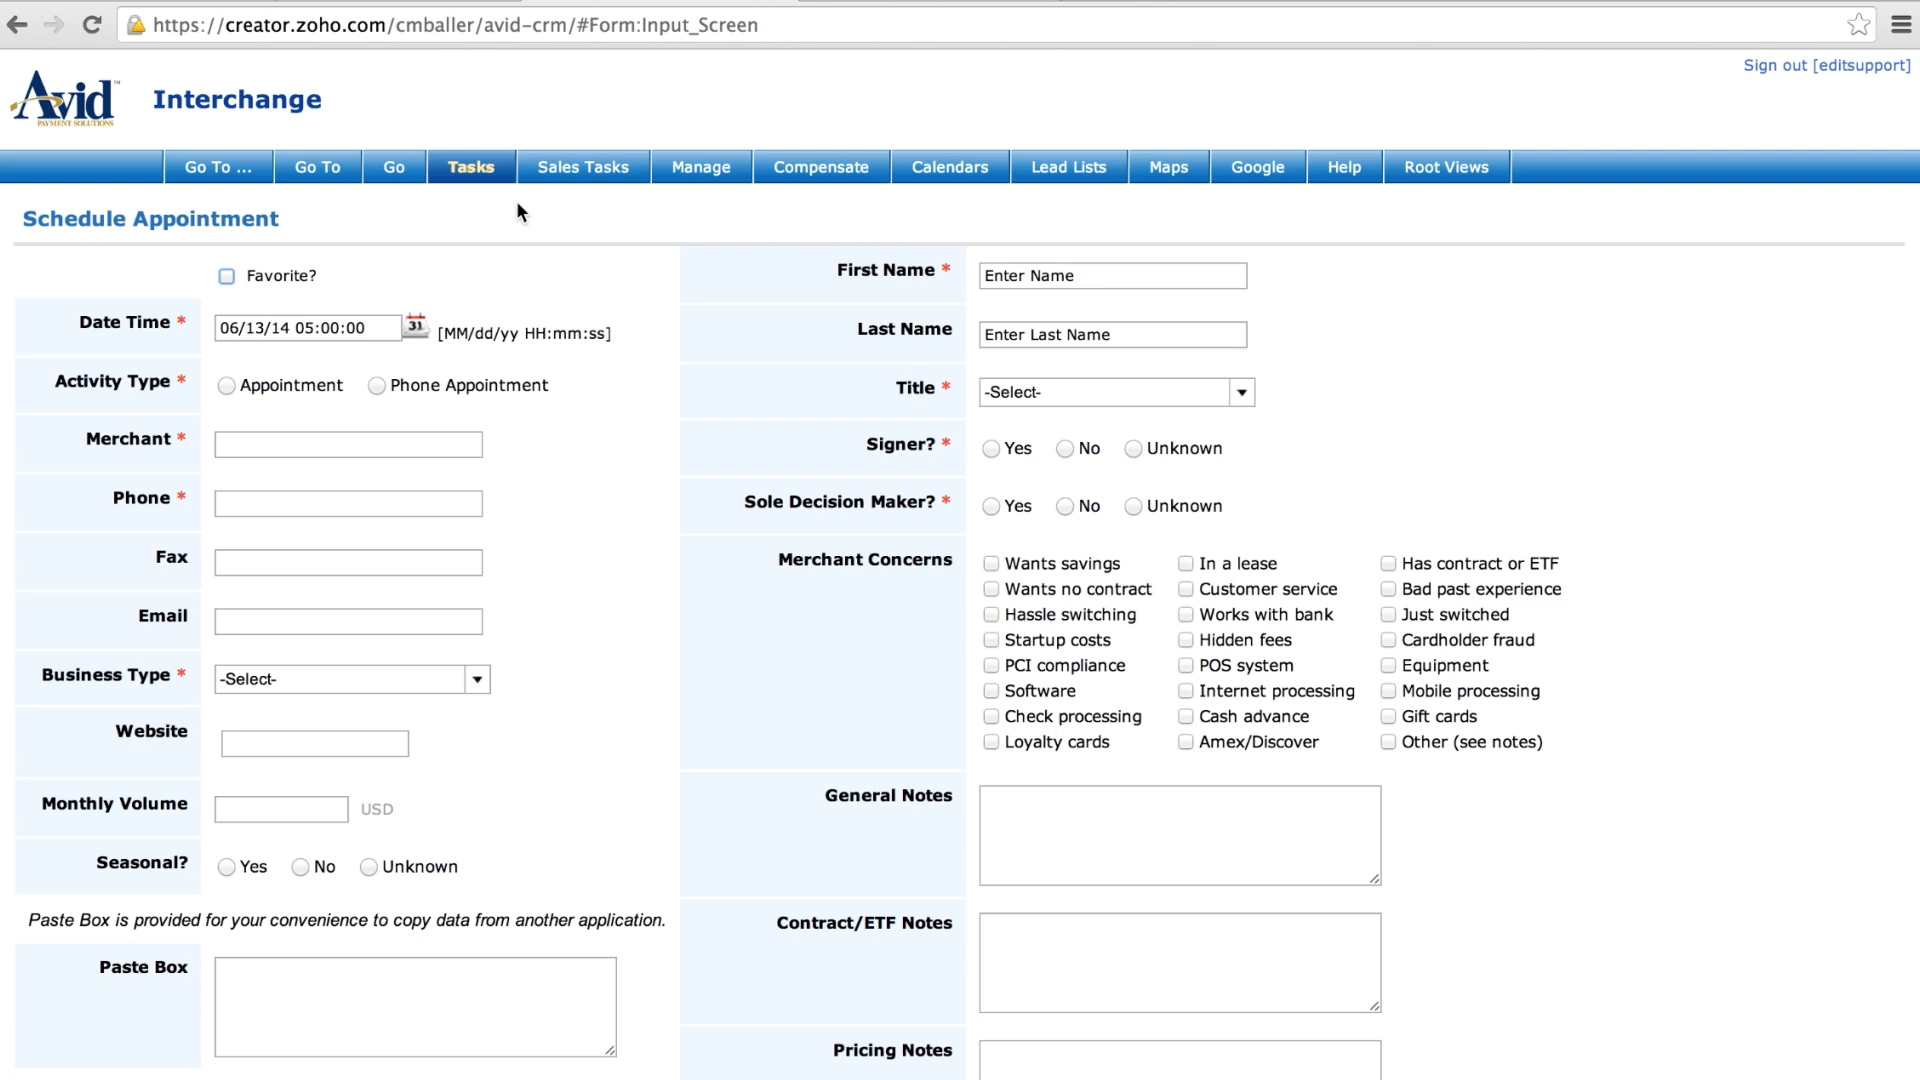 https://creator.zoho.com/cmballer/avid-crm/#Form:Input_Screen
Sign out [editsupport]
Avid™
PAYMENT SOLUTIONS
Interchange
Go To ... Go To Go Tasks Sales Tasks Manage Compensate Calendars Lead Lists Maps Google Help Root Views
Schedule Appointment
Favorite?
Date Time * 06/13/14 05:00:00 31 [MM/dd/yy HH:mm:ss]
Activity Type * Appointment Phone Appointment
Merchant *
Phone *
Fax
Email
Business Type * -Select-
Website
Monthly Volume USD
Seasonal? Yes No Unknown
Paste Box is provided for your convenience to copy data from another application.
Paste Box
First Name * Enter Name
Last Name Enter Last Name
Title * -Select-
Signer? * Yes No Unknown
Sole Decision Maker? * Yes No Unknown
Merchant Concerns Wants savings In a lease Has contract or ETF
Wants no contract Customer service Bad past experience
Hassle switching Works with bank Just switched
Startup costs Hidden fees Cardholder fraud
PCI compliance POS system Equipment
Software Internet processing Mobile processing
Check processing Cash advance Gift cards
Loyalty cards Amex/Discover Other (see notes)
General Notes
Contract/ETF Notes
Pricing Notes